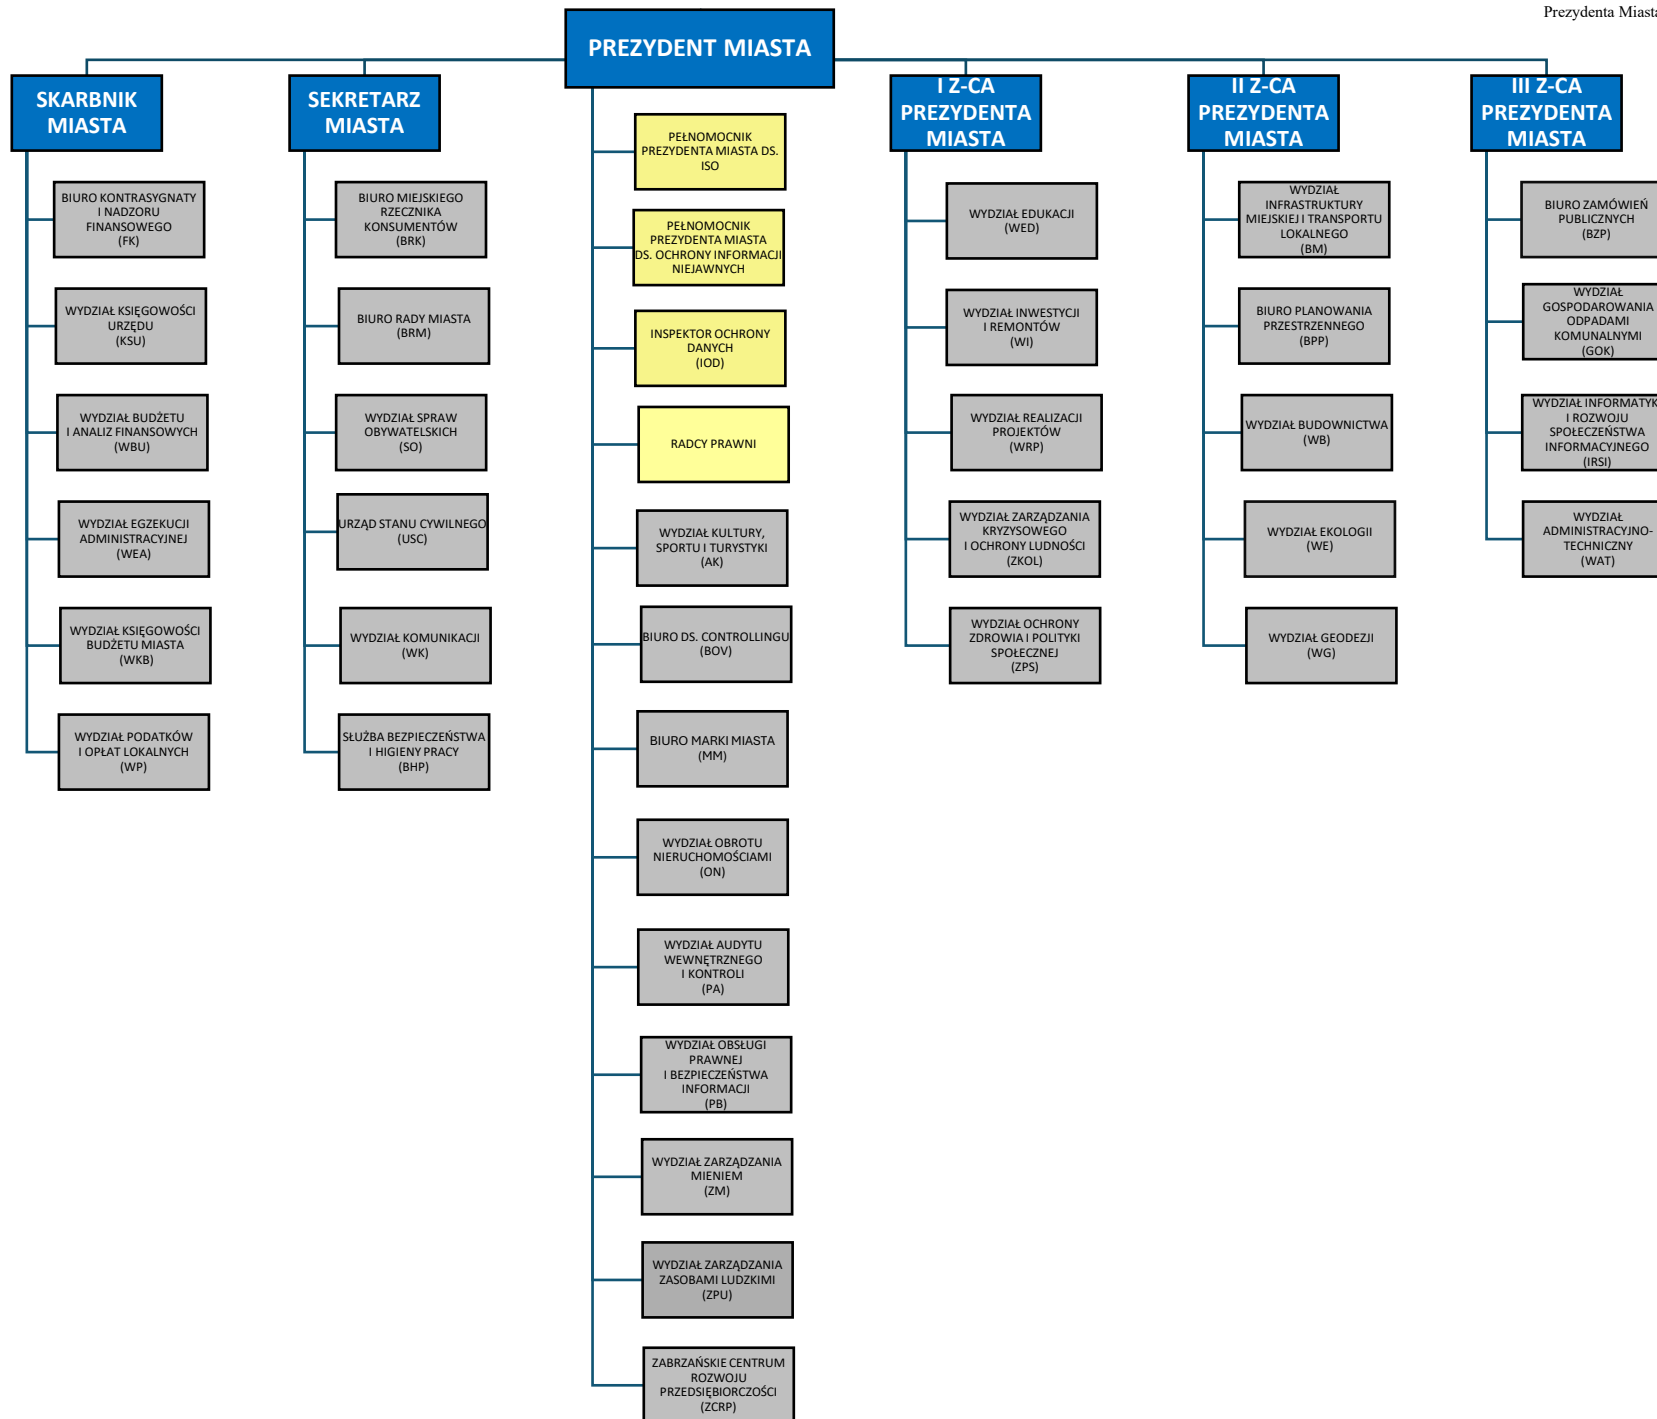 Prezydenta Miasta
PREZYDENT MIASTA
SKARBNIK
MIASTA
BIURO KONTRASYGNATY
I NADZORU
FINANSOWEGO
(FK)
WYDZIAŁ KSIĘGOWOŚCI
URZĘDU
(KSU)
WYDZIAŁ BUDŻETU
I ANALIZ FINANSOWYCH
(WBU)
WYDZIAŁ EGZEKUCJI
ADMINISTRACYJNEJ
(WEA)
WYDZIAŁ KSIĘGOWOŚCI
BUDŻETU MIASTA
(WKB)
WYDZIAŁ PODATKÓW
I OPŁAT LOKALNYCH
(WP)
SEKRETARZ
MIASTA
BIURO MIEJSKIEGO
RZECZNIKA
KONSUMENTÓW
(BRK)
BIURO RADY MIASTA
(BRM)
WYDZIAŁ SPRAW
OBYWATELSKICH
(SO)
URZĄD STANU CYWILNEGO
(USC)
WYDZIAŁ KOMUNIKACJI
(WK)
SŁUŻBA BEZPIECZEŃSTWA
I HIGIENY PRACY
(BHP)
PEŁNOMOCNIK
PREZYDENTA MIASTA DS.
ISO
PEŁNOMOCNIK
PREZYDENTA MIASTA
DS. OCHRONY INFORMACJI
NIEJAWNYCH
INSPEKTOR OCHRONY
DANYCH
(IOD)
RADCY PRAWNI
WYDZIAŁ KULTURY,
SPORTU I TURYSTYKI
(AK)
BIURO DS. CONTROLLINGU
(BOV)
BIURO MARKI MIASTA
(MM)
WYDZIAŁ OBROTU
NIERUCHOMOŚCIAMI
(ON)
WYDZIAŁ AUDYTU
WEWNĘTRZNEGO
I KONTROLI
(PA)
WYDZIAŁ OBSŁUGI
PRAWNEJ
I BEZPIECZEŃSTWA
INFORMACJI
(PB)
WYDZIAŁ ZARZĄDZANIA
MIENIEM
(ZM)
WYDZIAŁ ZARZĄDZANIA
ZASOBAMI LUDZKIMI
(ZPU)
ZABRZAŃSKIE CENTRUM
ROZWOJU
PRZEDSIĘBIORCZOŚCI
(ZCRP)
I Z-CA
PREZYDENTA
MIASTA
WYDZIAŁ EDUKACJI
(WED)
WYDZIAŁ INWESTYCJI
I REMONTÓW
(WI)
WYDZIAŁ REALIZACJI
PROJEKTÓW
(WRP)
WYDZIAŁ ZARZĄDZANIA
KRYZYSOWEGO
I OCHRONY LUDNOŚCI
(ZKOL)
WYDZIAŁ OCHRONY
ZDROWIA I POLITYKI
SPOŁECZNEJ
(ZPS)
II Z-CA
PREZYDENTA
MIASTA
WYDZIAŁ
INFRASTRUKTURY
MIEJSKIEJ I TRANSPORTU
LOKALNEGO
(BM)
BIURO PLANOWANIA
PRZESTRZENNEGO
(BPP)
WYDZIAŁ BUDOWNICTWA
(WB)
WYDZIAŁ EKOLOGII
(WE)
WYDZIAŁ GEODEZJI
(WG)
III Z-CA
PREZYDENTA
MIASTA
BIURO ZAMÓWIEŃ
PUBLICZNYCH
(BZP)
WYDZIAŁ
GOSPODAROWANIA
ODPADAMI
KOMUNALNYMI
(GOK)
WYDZIAŁ INFORMATYKI
I ROZWOJU
SPOŁECZEŃSTWA
INFORMACYJNEGO
(IRSI)
WYDZIAŁ
ADMINISTRACYJNO-
TECHNICZNY
(WAT)